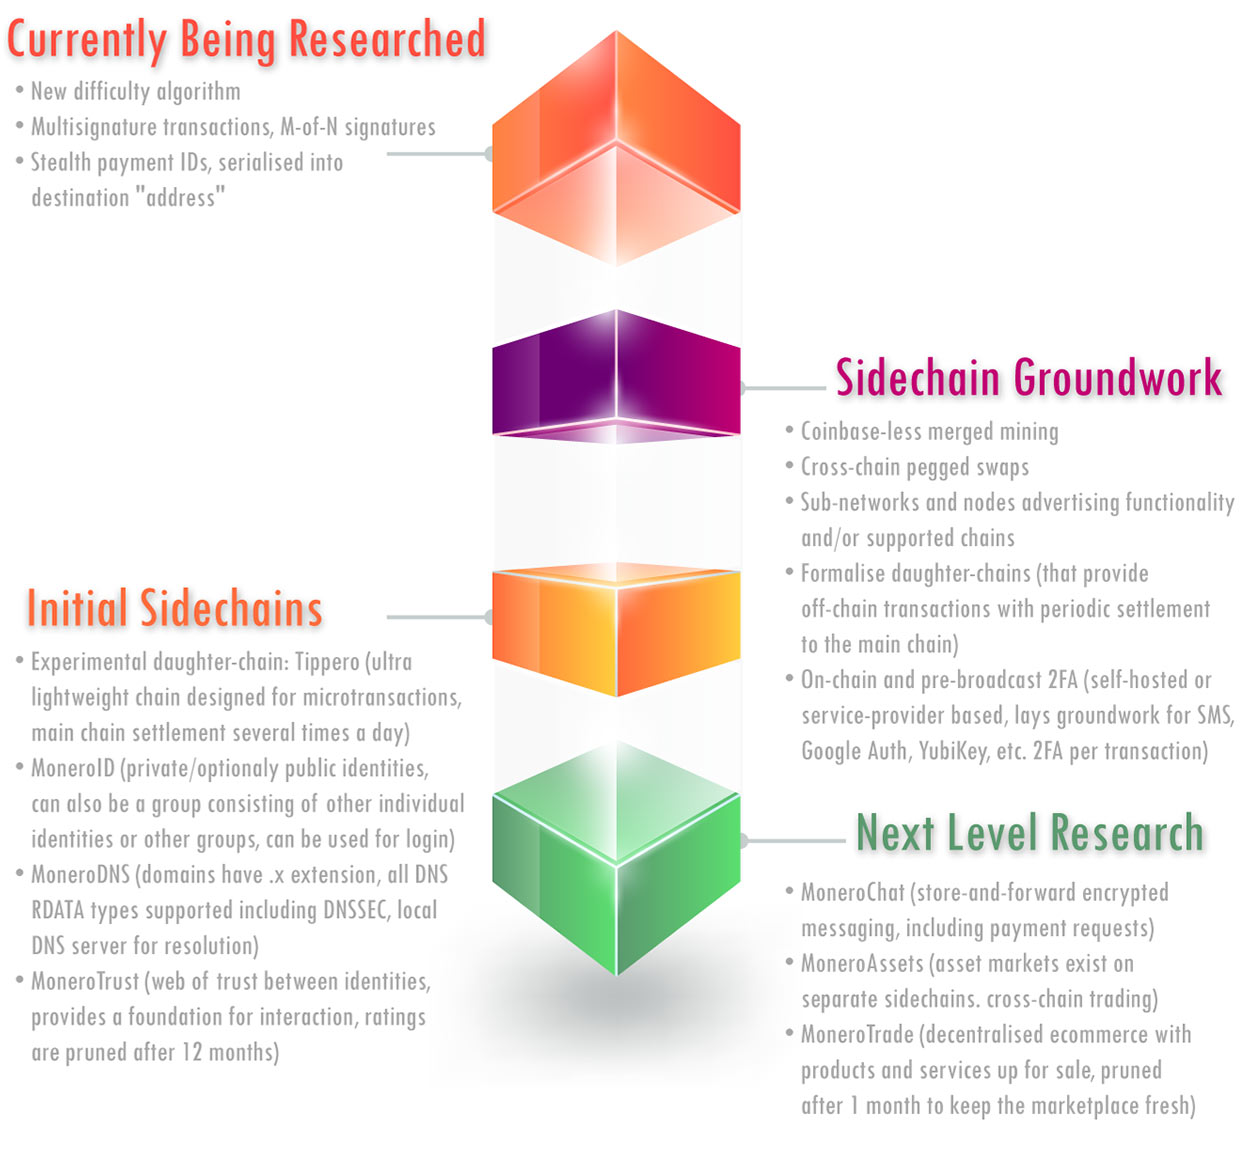 Currently Being Researched
• New difficulty algorithm
• Multisignature transactions, M-of-N signatures
• Stealth payment IDs, serialised into
destination "address"
Sidechain Groundwork
• Coinbase-less merged mining
• Cross-chain pegged swaps
• Sub-networks and nodes advertising functionality
and/or supported chains
• Formalise daughter-chains (that provide
off-chain transactions with periodic settlement
to the main chain)
• On-chain and pre-broadcast 2FA (self-hosted or
service-provider based, lays groundwork for SMS,
Google Auth, YubiKey, etc. 2FA per transaction)
Initial Sidechains
• Experimental daughter-chain: Tippero (ultra
lightweight chain designed for microtransactions,
main chain settlement several times a day)
• MoneroID (private/optionaly public identities,
can also be a group consisting of other individual
identities or other groups, can be used for login)
• MoneroDNS (domains have .x extension, all DNS
RDATA types supported including DNSSEC, local
DNS server for resolution)
• MoneroTrust (web of trust between identities,
provides a foundation for interaction, ratings
are pruned after 12 months)
Next Level Research
• MoneroChat (store-and-forward encrypted
messaging, including payment requests)
• MoneroAssets (asset markets exist on
separate sidechains. cross-chain trading)
• MoneroTrade (decentralised ecommerce with
products and services up for sale, pruned
after 1 month to keep the marketplace fresh)